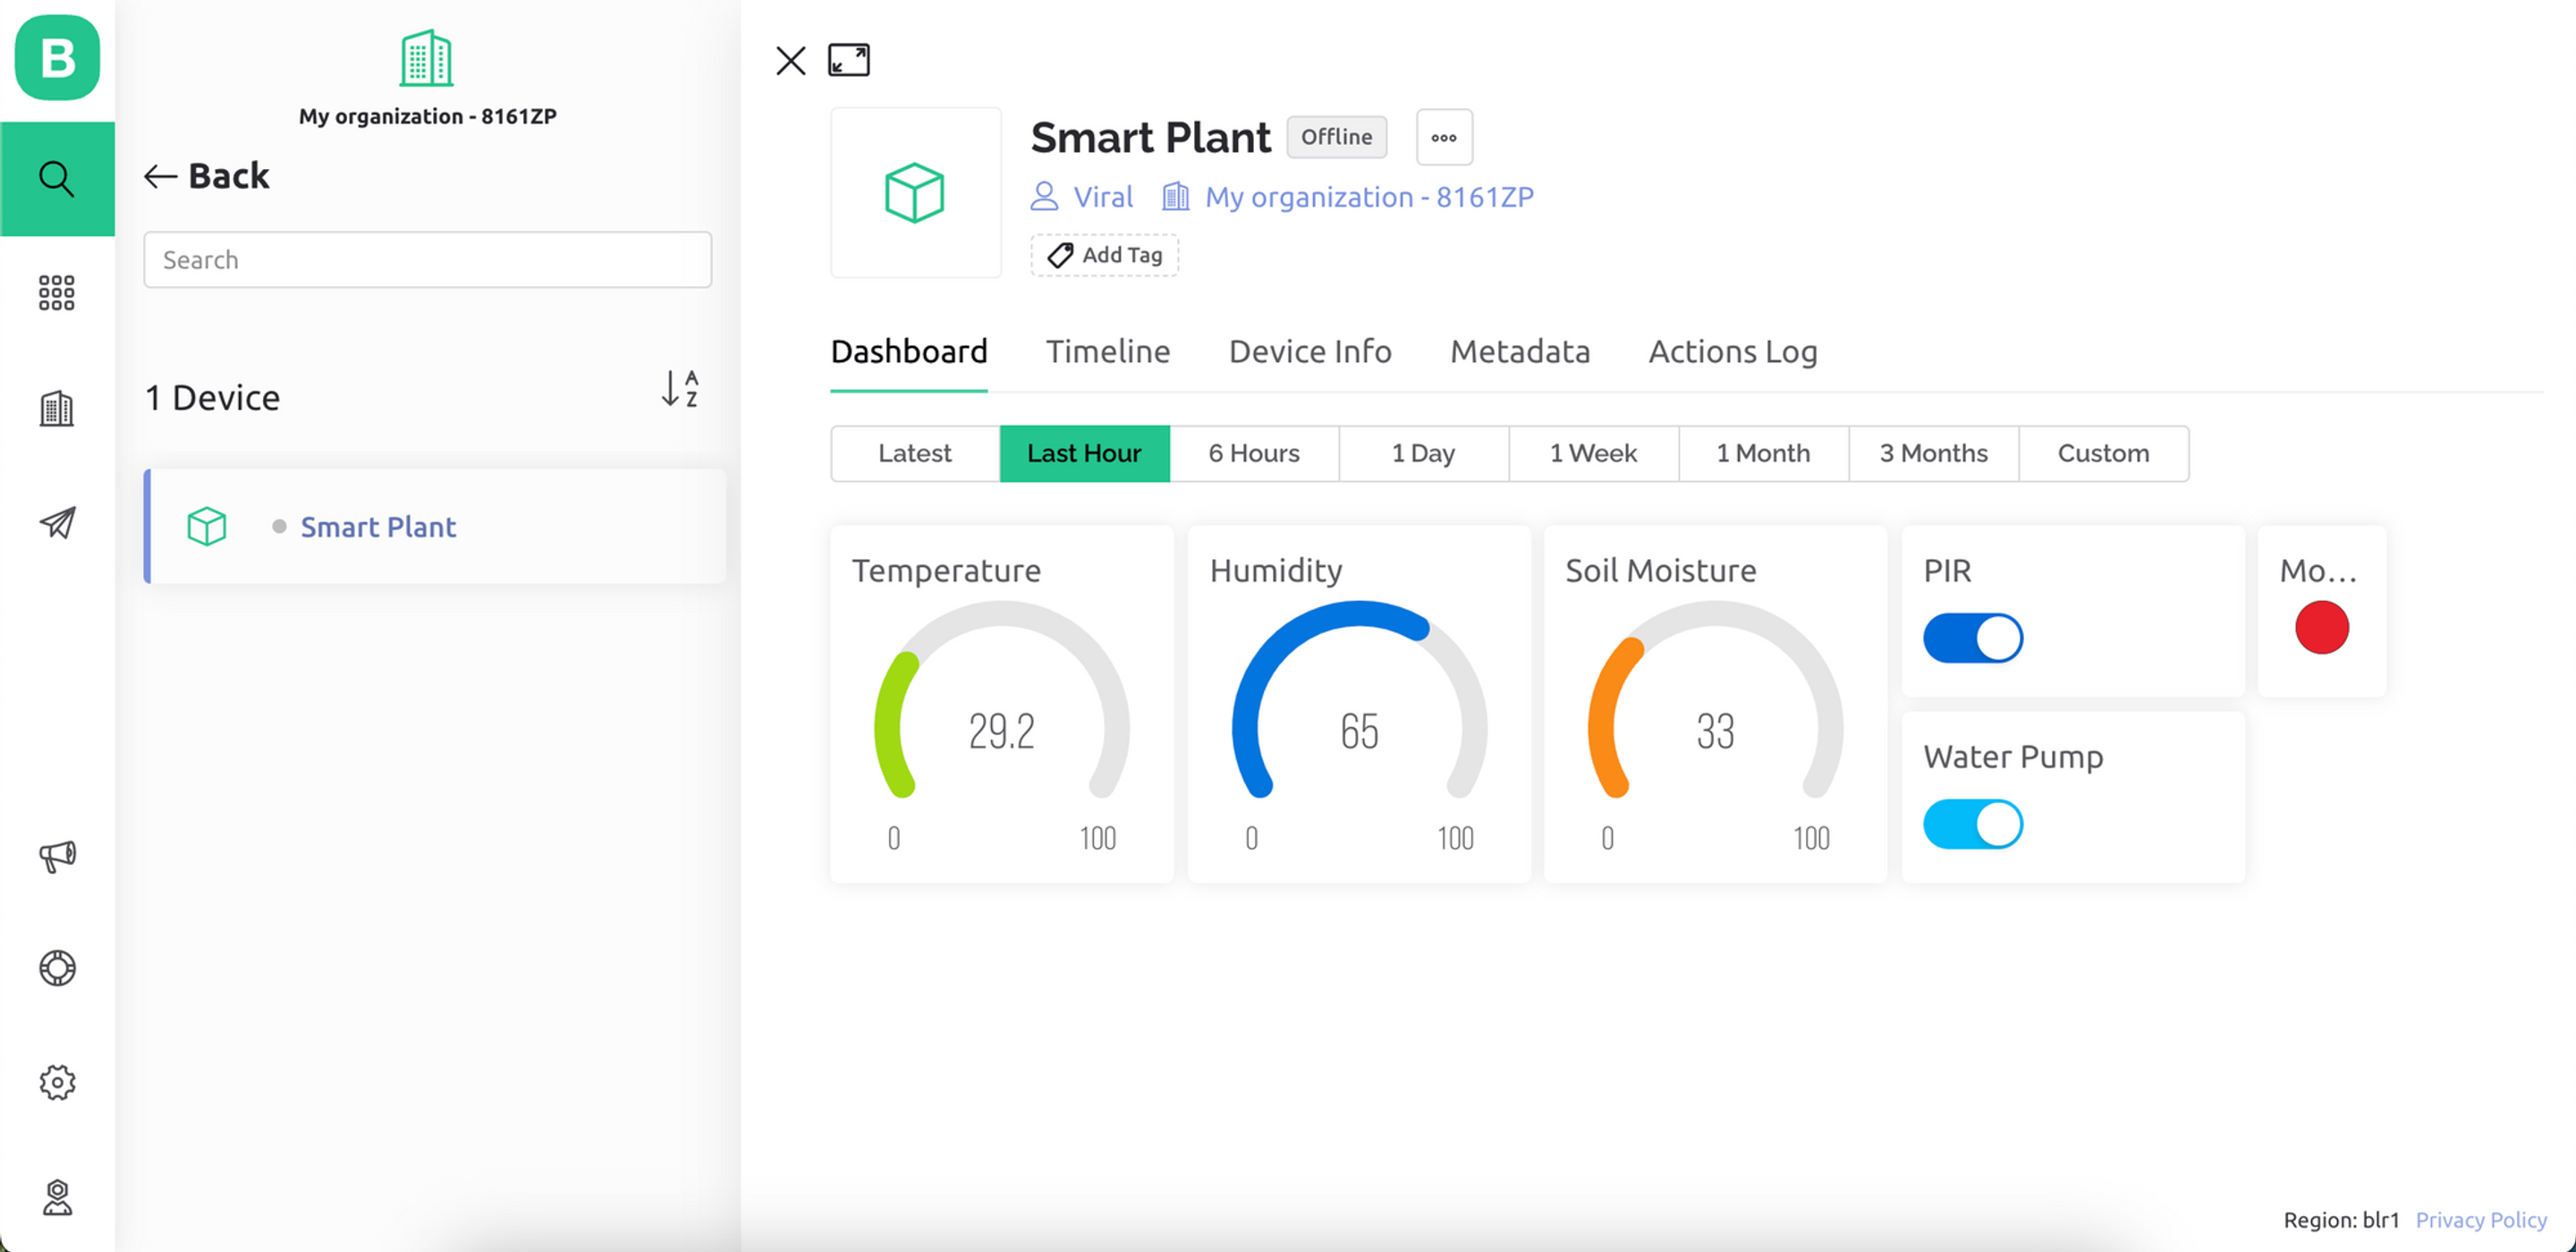 B
My organization - 8161ZP
Back
Search
1 Device
A
Z
Smart Plant
Smart Plant
Offline
Viral My organization - 8161ZP
Add Tag
Dashboard Timeline Device Info Metadata Actions Log
Latest Last Hour 6 Hours 1 Day 1 Week 1 Month 3 Months Custom
Temperature
29.2
0 100
Humidity
65
0 100
Soil Moisture
33
0 100
PIR
Water Pump
Mo...
Region: blr1 Privacy Policy